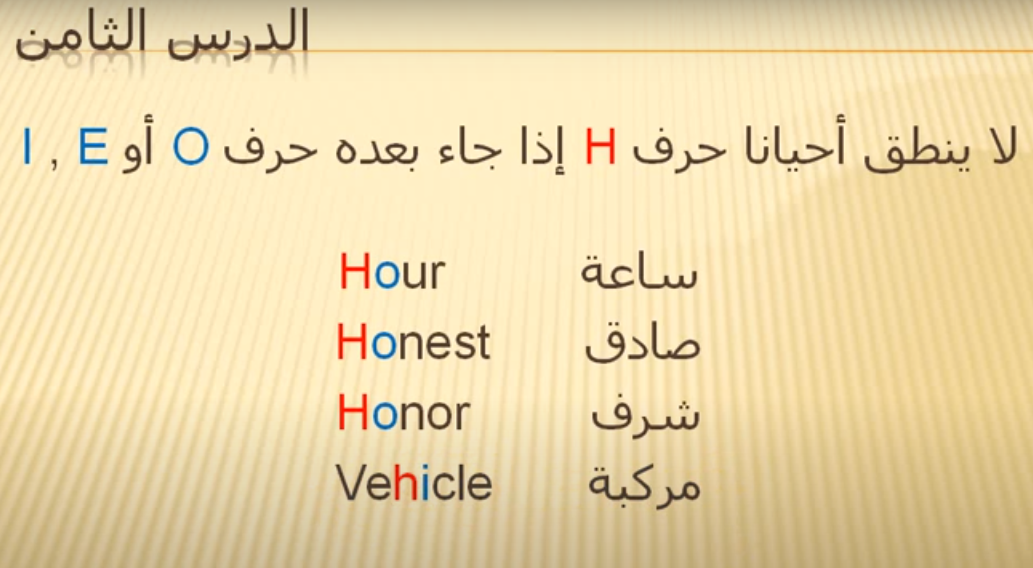 الدرس الثامن
لا ينطق أحيانا حرف H إذا جاء بعده حرف O أو E , I
Hour ساعة
Honest صادق
Honor شرف
Vehicle مركبة